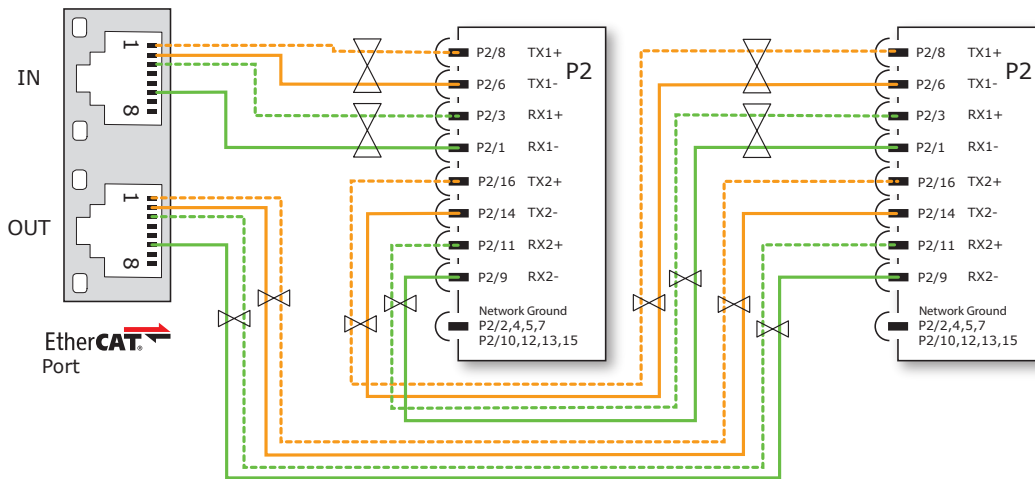 IN
1
8
OUT
1
8
EtherCAT®
Port
P2
P2/8 TX1+
P2/6 TX1-
P2/3 RX1+
P2/1 RX1-
P2/16 TX2+
P2/14 TX2-
P2/11 RX2+
P2/9 RX2-
Network Ground
P2/2,4,5,7
P2/10,12,13,15
P2
P2/8 TX1+
P2/6 TX1-
P2/3 RX1+
P2/1 RX1-
P2/16 TX2+
P2/14 TX2-
P2/11 RX2+
P2/9 RX2-
Network Ground
P2/2,4,5,7
P2/10,12,13,15